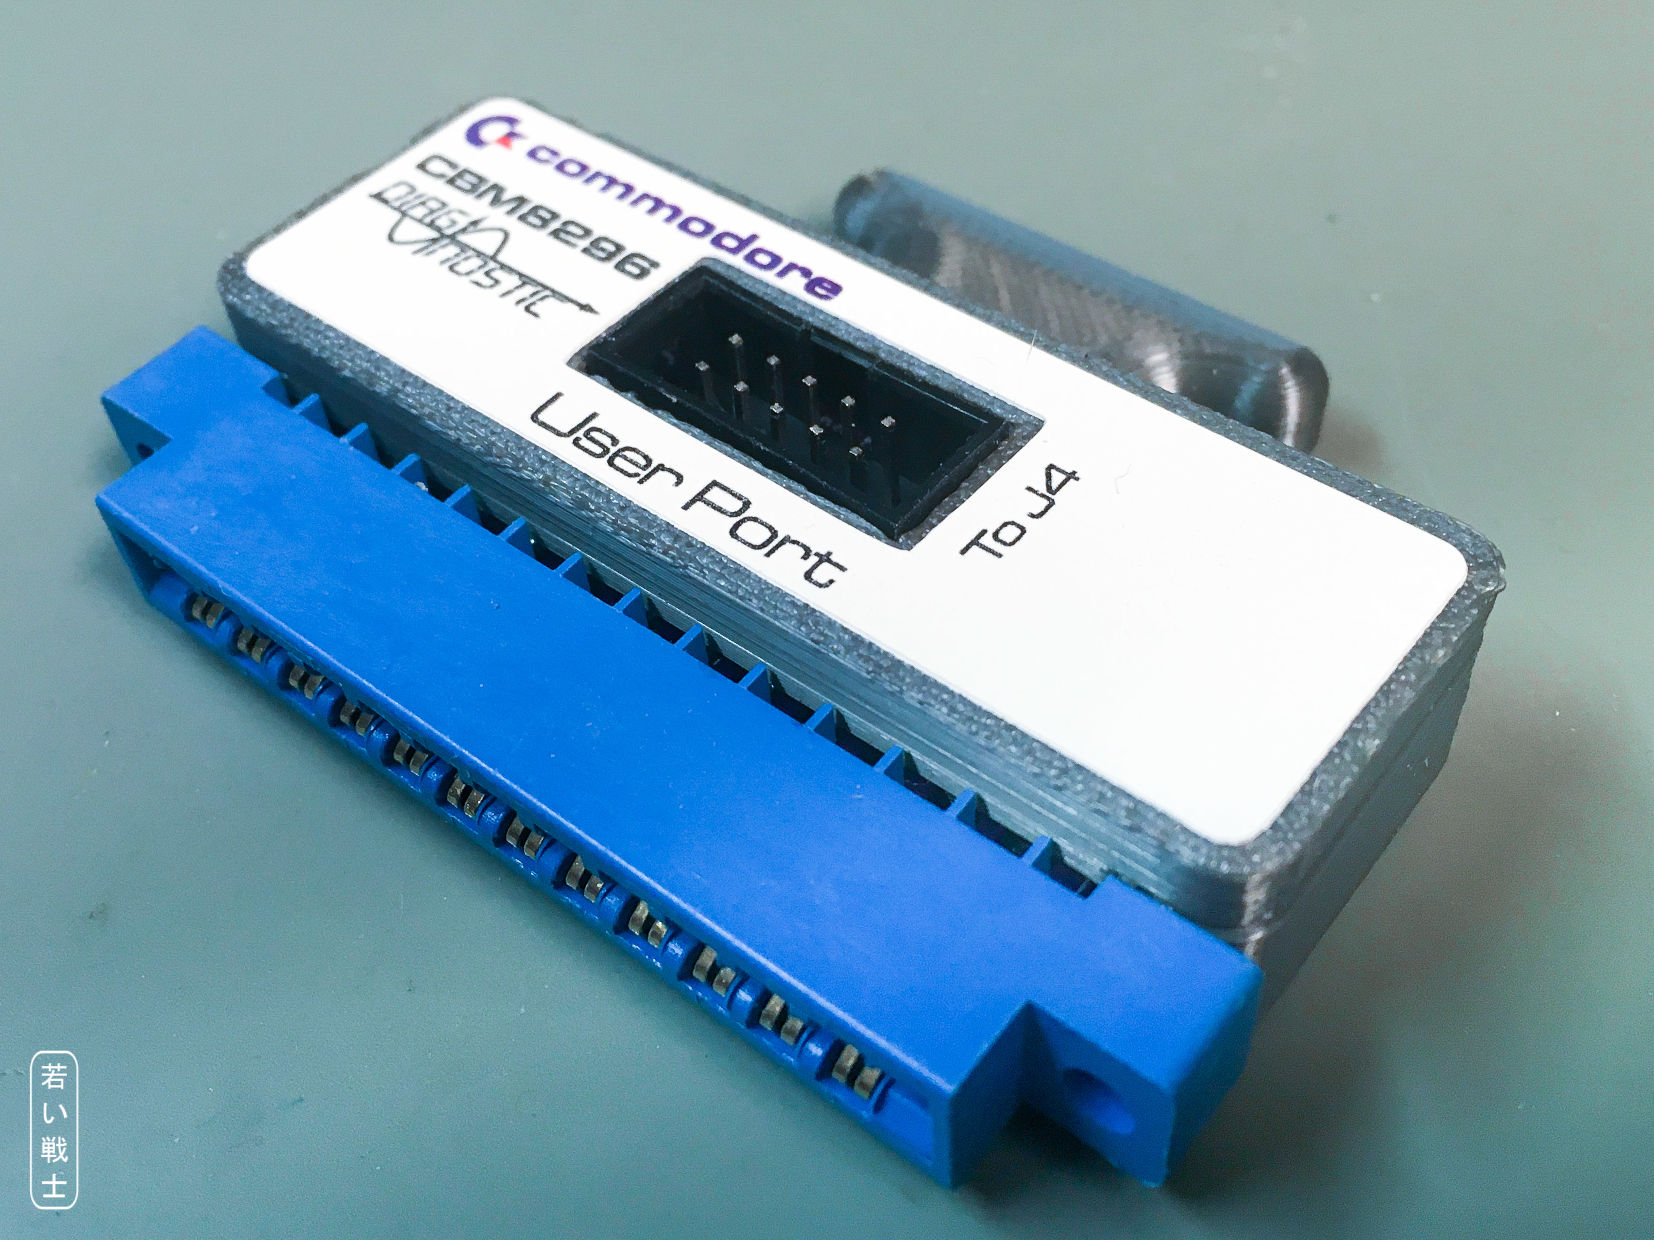 commodore
CBM8296
DIAGNOSTIC
User Port
To J4
若い戦士